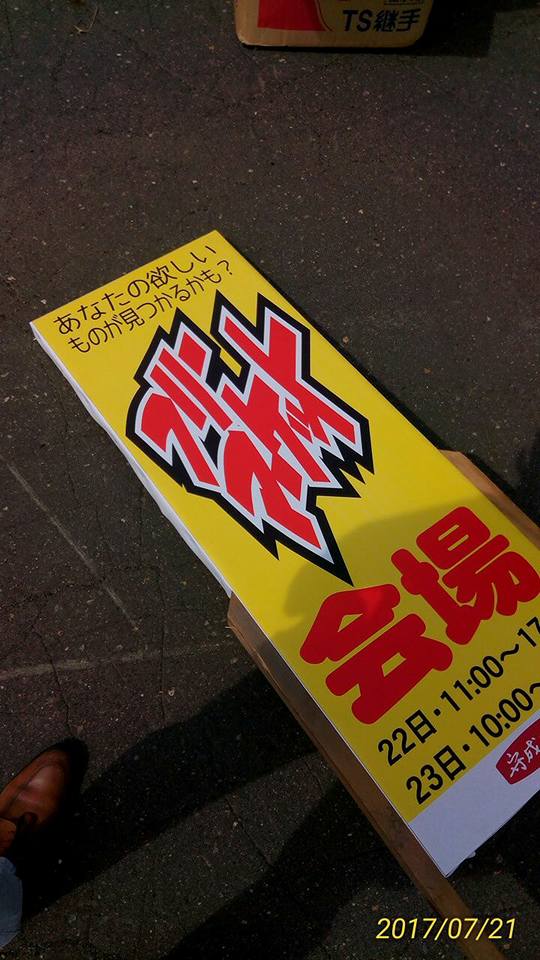 TS継手
あなたの欲しい
ものが見つかるかも?
フリー
マーケット
会場
22日・11:00～17
23日・10:00～
守成
2017/07/21